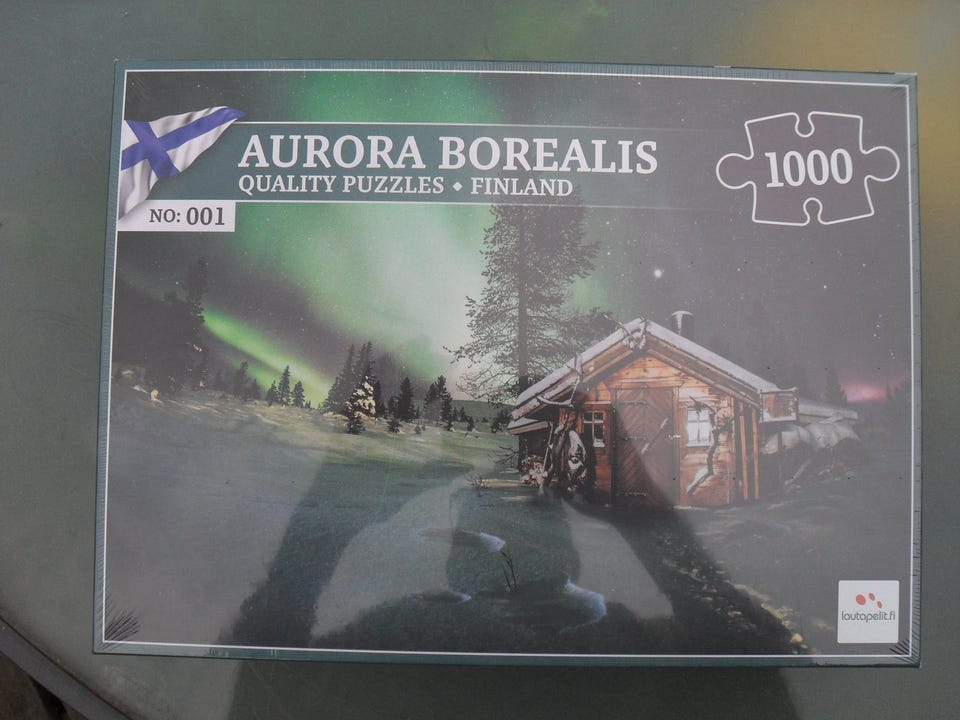 AURORA BOREALIS
QUALITY PUZZLES • FINLAND
NO: 001
1000
lautapelit.fi